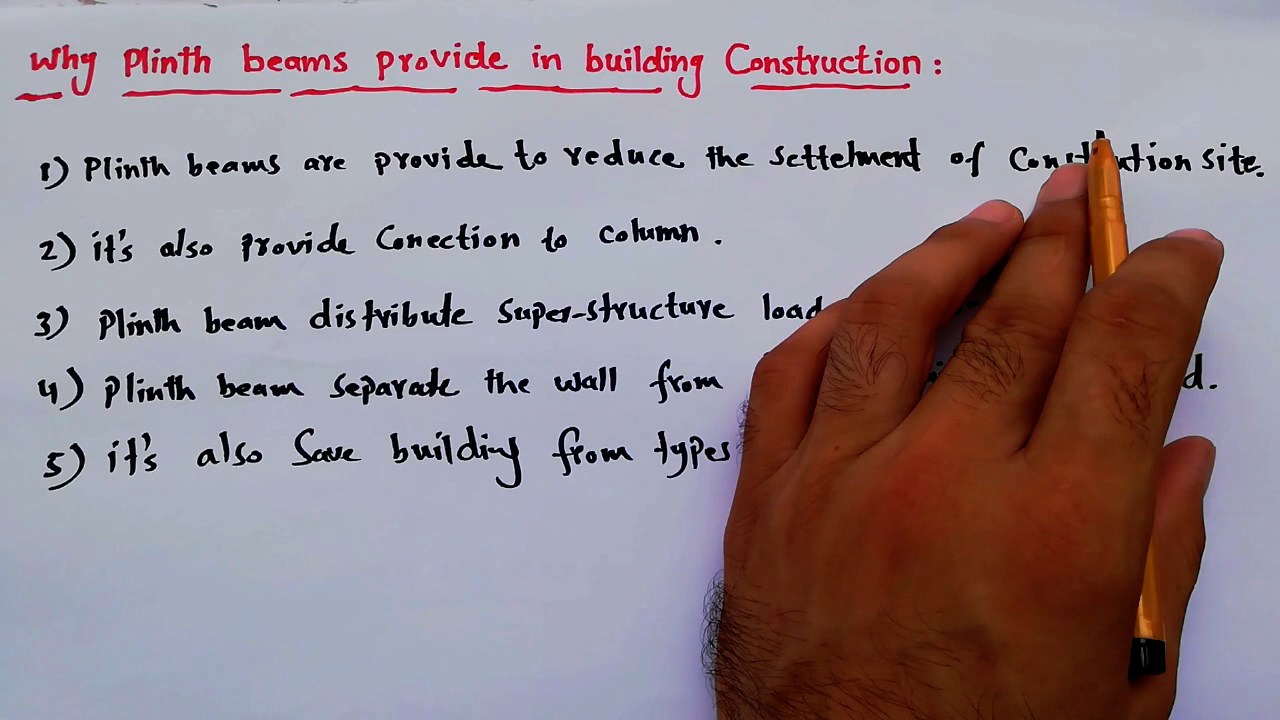 Why Plinth beams provide in building Construction :
1) Plinth beams are provide to reduce the settelment of site.
2) it's also provide Conection to column .
3) Plinth beam distribute super-structure load
4) Plinth beam separate the wall from
5) it's also Save building from types